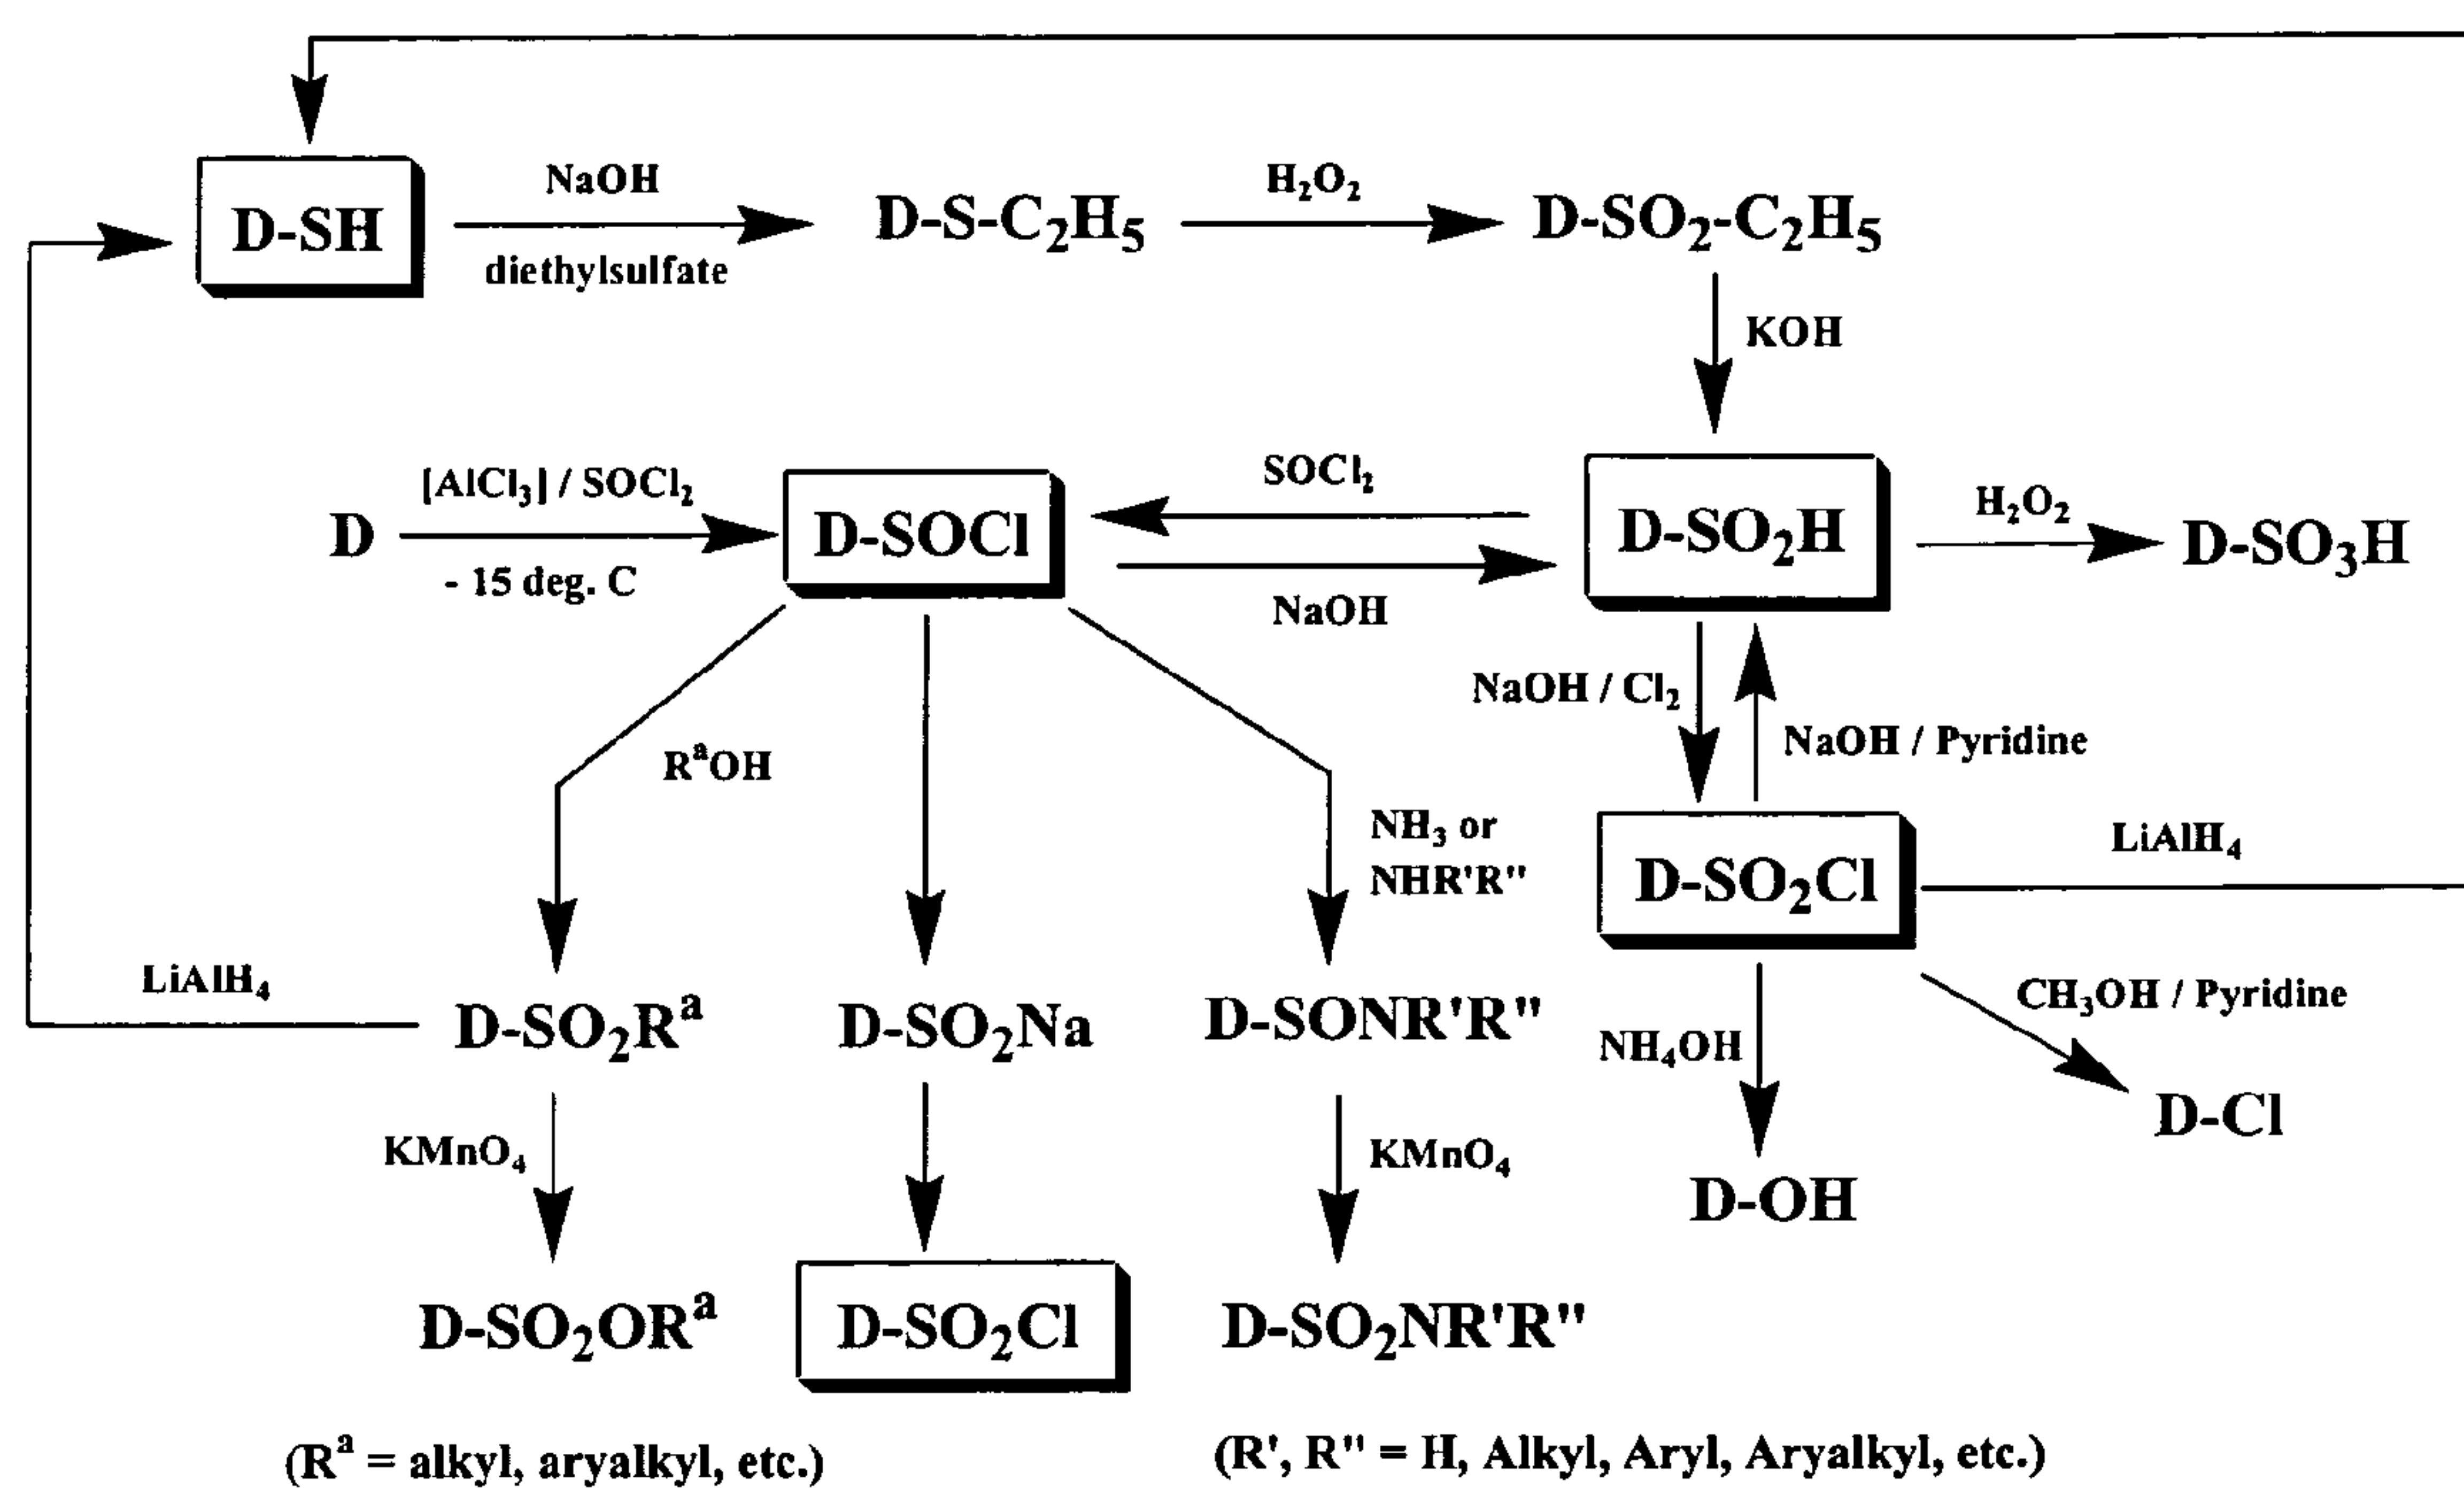 NaOH
H₂O₂
D-SH
D-S-C₂H₅
D-SO₂-C₂H₅
diethylsulfate
KOH
[AlCl₃] / SOCl₂
SOCl₂
H₂O₂
D
D-SOCl
D-SO₂H
D-SO₃H
- 15 deg. C
NaOH
NaOH / Cl₂
NaOH / Pyridine
RᵃOH
NH₃ or
NHR'R"
D-SO₂Cl
LiAlH₄
LiAlH₄
CH₃OH / Pyridine
D-SO₂Rᵃ
D-SO₂Na
D-SONR'R"
NH₄OH
D-Cl
KMnO₄
KMnO₄
D-OH
D-SO₂ORᵃ
D-SO₂Cl
D-SO₂NR'R"
(Rᵃ = alkyl, aryalkyl, etc.)
(R', R" = H, Alkyl, Aryl, Aryalkyl, etc.)